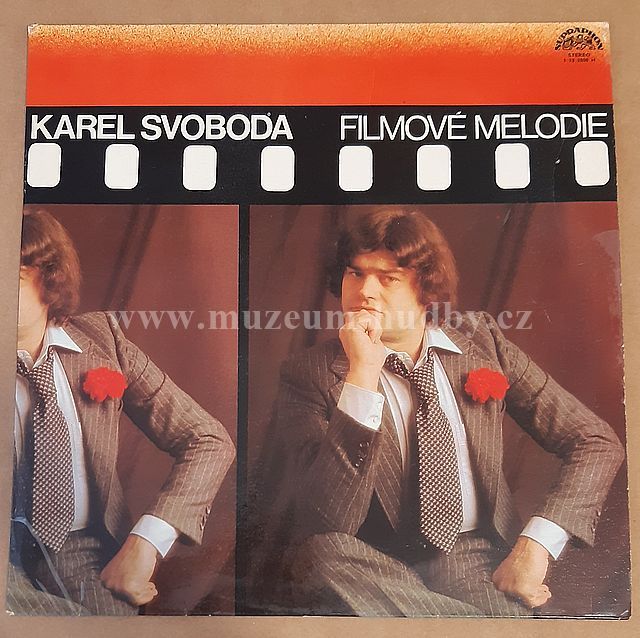 SUPRAPHON
STEREO
KAREL SVOBODA FILMOVÉ MELODIE
www.muzeumhudby.cz